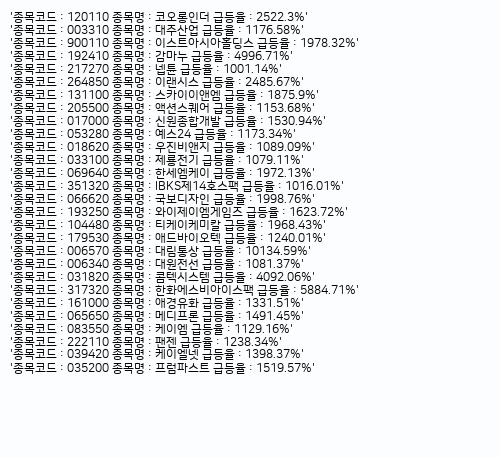 '종목코드 : 120110 종목명 : 코오롱인더 급등율 : 2522.3%'
'종목코드 : 003310 종목명 : 대주산업 급등율 : 1176.58%'
'종목코드 : 900110 종목명 : 이스트아시아홀딩스 급등율 : 1978.32%'
'종목코드 : 192410 종목명 : 감마누 급등율 : 4996.71%'
'종목코드 : 217270 종목명 : 넵튠 급등율 : 1001.14%'
'종목코드 : 264850 종목명 : 이랜시스 급등율 : 2485.67%'
'종목코드 : 131100 종목명 : 스카이이앤엠 급등율 : 1875.9%'
'종목코드 : 205500 종목명 : 액션스퀘어 급등율 : 1153.68%'
'종목코드 : 017000 종목명 : 신원종합개발 급등율 : 1530.94%'
'종목코드 : 053280 종목명 : 예스24 급등율 : 1173.34%'
'종목코드 : 018620 종목명 : 우진비앤지 급등율 : 1089.09%'
'종목코드 : 033100 종목명 : 제룡전기 급등율 : 1079.11%'
'종목코드 : 069640 종목명 : 한세엠케이 급등율 : 1972.13%'
'종목코드 : 351320 종목명 : IBKS제14호스팩 급등율 : 1016.01%'
'종목코드 : 066620 종목명 : 국보디자인 급등율 : 1998.76%'
'종목코드 : 193250 종목명 : 와이제이엠게임즈 급등율 : 1623.72%'
'종목코드 : 104480 종목명 : 티케이케미칼 급등율 : 1968.43%'
'종목코드 : 179530 종목명 : 애드바이오텍 급등율 : 1240.01%'
'종목코드 : 006570 종목명 : 대림통상 급등율 : 10134.59%'
'종목코드 : 006340 종목명 : 대원전선 급등율 : 1081.37%'
'종목코드 : 031820 종목명 : 콤텍시스템 급등율 : 4092.06%'
'종목코드 : 317320 종목명 : 한화에스비아이스팩 급등율 : 5884.71%'
'종목코드 : 161000 종목명 : 애경유화 급등율 : 1331.51%'
'종목코드 : 065650 종목명 : 메디프론 급등율 : 1491.45%'
'종목코드 : 083550 종목명 : 케이엠 급등율 : 1129.16%'
'종목코드 : 222110 종목명 : 팬젠 급등율 : 1238.34%'
'종목코드 : 039420 종목명 : 케이엘넷 급등율 : 1398.37%'
'종목코드 : 035200 종목명 : 프럼파스트 급등율 : 1519.57%'